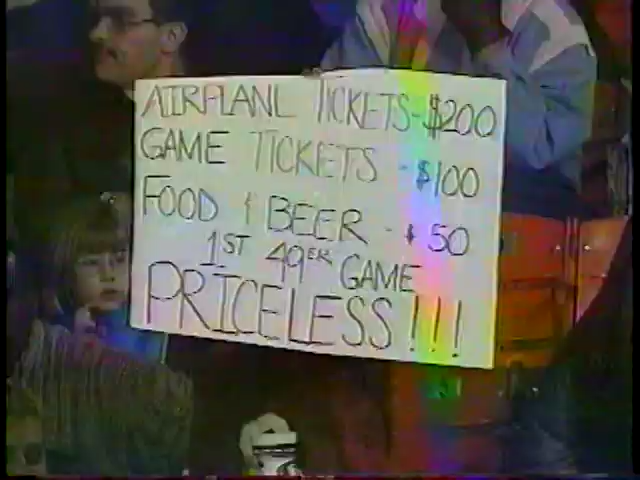 AIRPLANE TICKETS-$200
GAME TICKETS -$100
FOOD & BEER - $50
1ST 49ER GAME
PRICELESS!!!